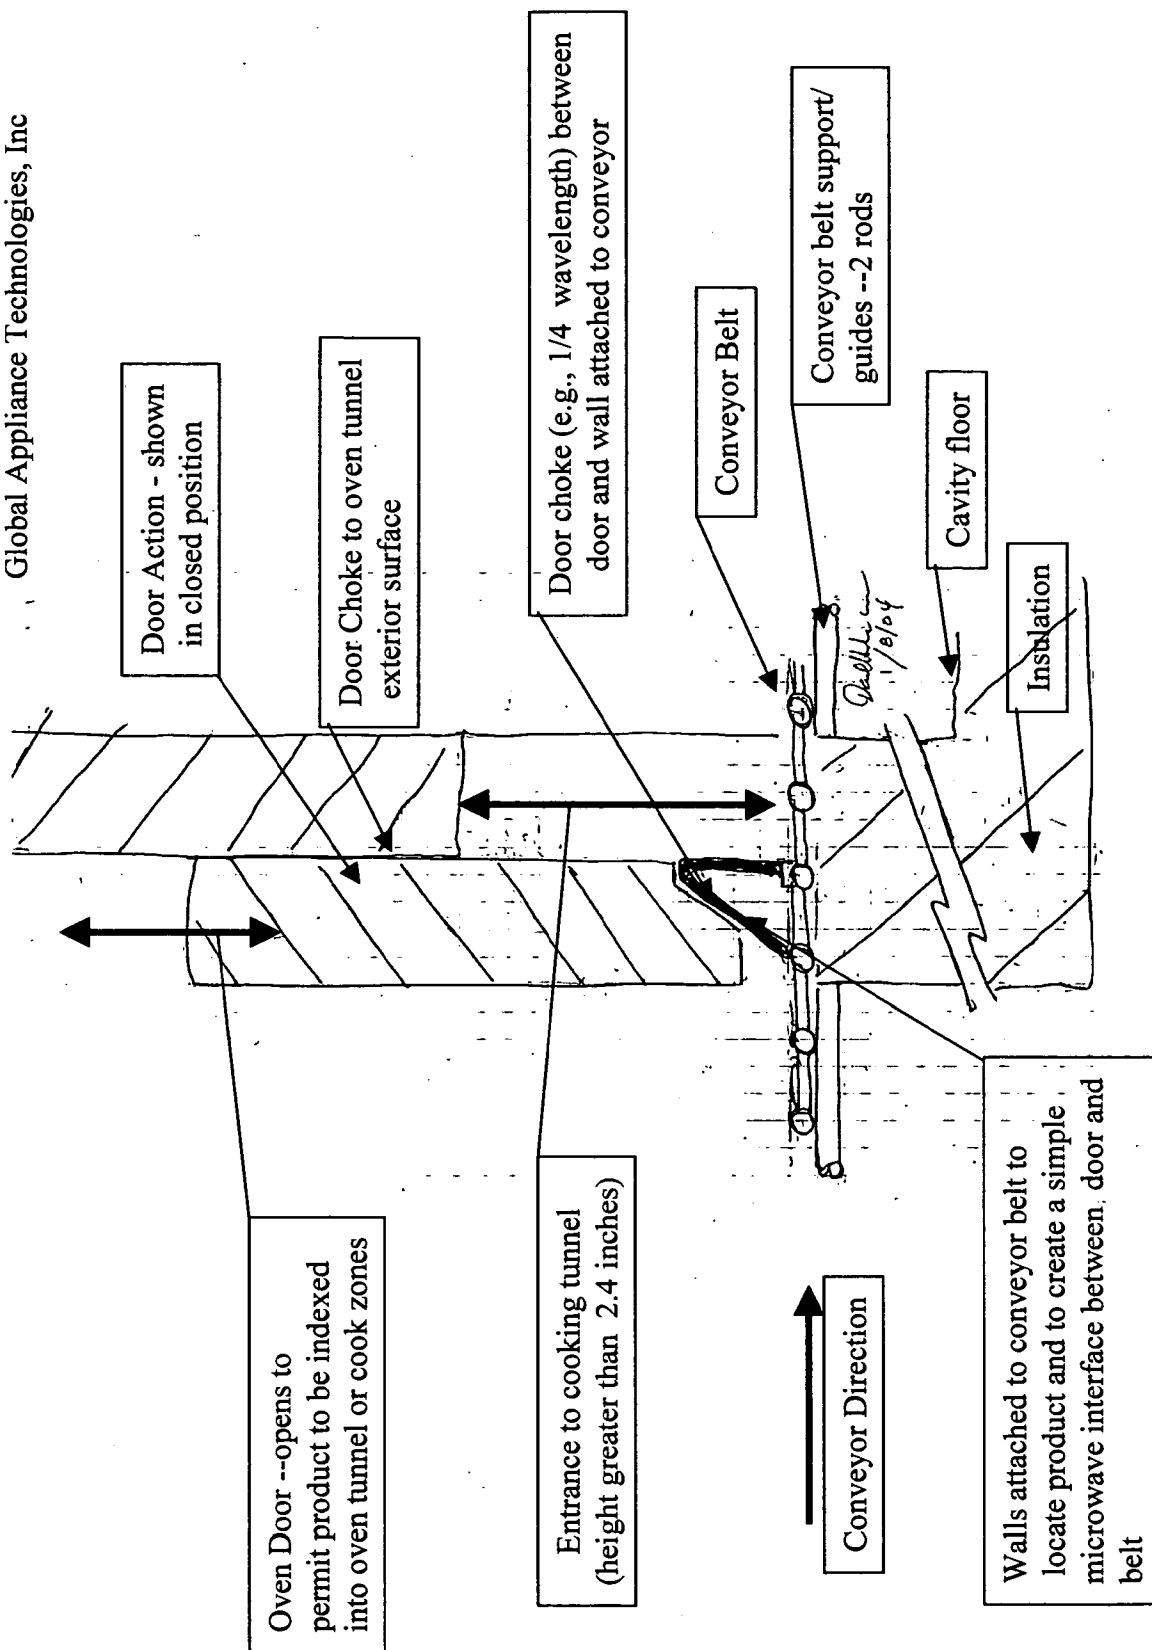 Global Appliance Technologies, Inc
Door Action - shown
in closed position
Door Choke to oven tunnel
exterior surface
Door choke (e.g., 1/4 wavelength) between
door and wall attached to conveyor
Conveyor Belt
Conveyor belt support/
guides --2 rods
Cavity floor
Insulation
Oven Door --opens to
permit product to be indexed
into oven tunnel or cook zones
Entrance to cooking tunnel
(height greater than 2.4 inches)
Conveyor Direction
Walls attached to conveyor belt to
locate product and to create a simple
microwave interface between door and
belt
1/8/04